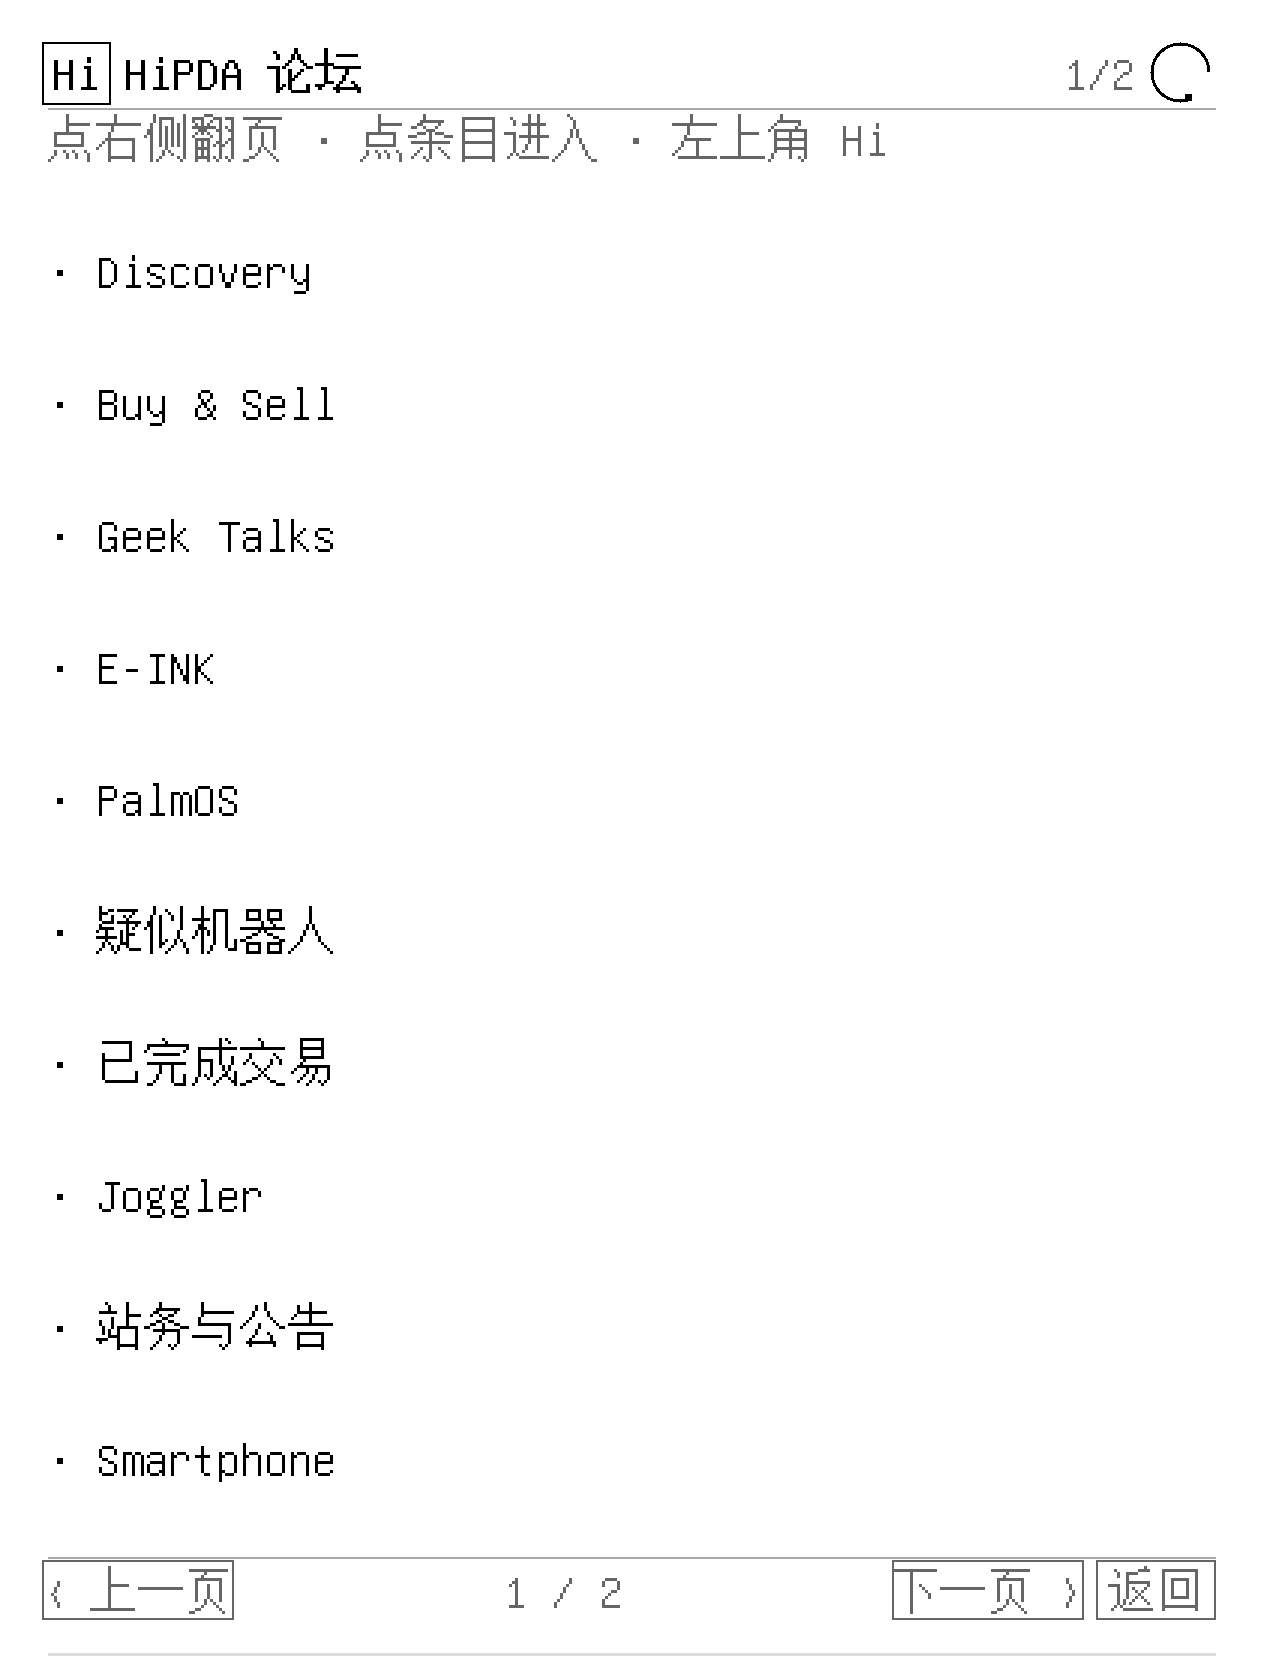 Hi HiPDA 论坛 1/2
点右侧翻页 · 点条目进入 · 左上角 Hi
· Discovery
· Buy & Sell
· Geek Talks
· E-INK
· PalmOS
· 疑似机器人
· 已完成交易
· Joggler
· 站务与公告
· Smartphone
‹ 上一页 1 / 2 下一页 › 返回